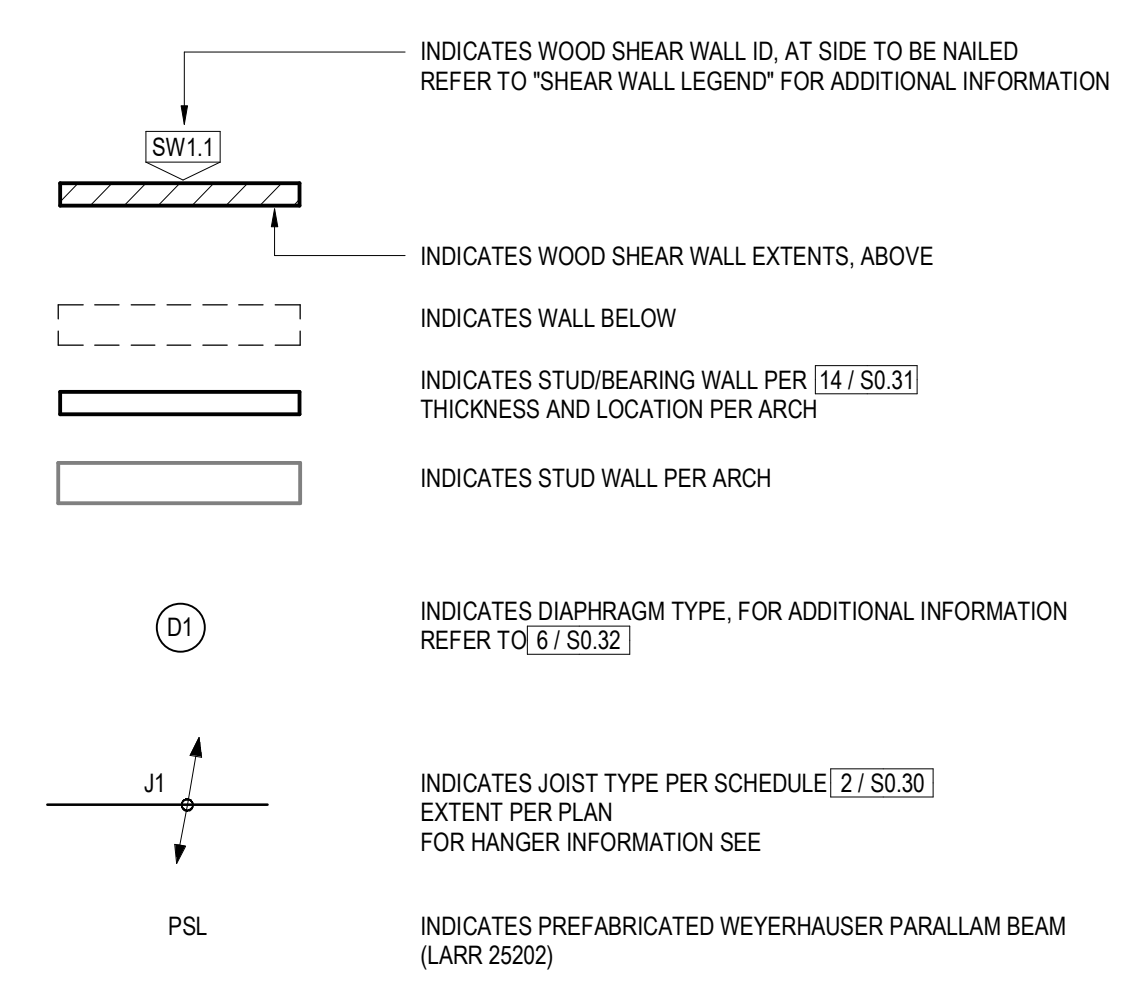 INDICATES WOOD SHEAR WALL ID, AT SIDE TO BE NAILED
REFER TO "SHEAR WALL LEGEND" FOR ADDITIONAL INFORMATION
SW1.1
INDICATES WOOD SHEAR WALL EXTENTS, ABOVE
INDICATES WALL BELOW
INDICATES STUD/BEARING WALL PER 14 / S0.31
THICKNESS AND LOCATION PER ARCH
INDICATES STUD WALL PER ARCH
D1
INDICATES DIAPHRAGM TYPE, FOR ADDITIONAL INFORMATION
REFER TO 6 / S0.32
J1
INDICATES JOIST TYPE PER SCHEDULE 2 / S0.30
EXTENT PER PLAN
FOR HANGER INFORMATION SEE
PSL
INDICATES PREFABRICATED WEYERHAUSER PARALLAM BEAM
(LARR 25202)